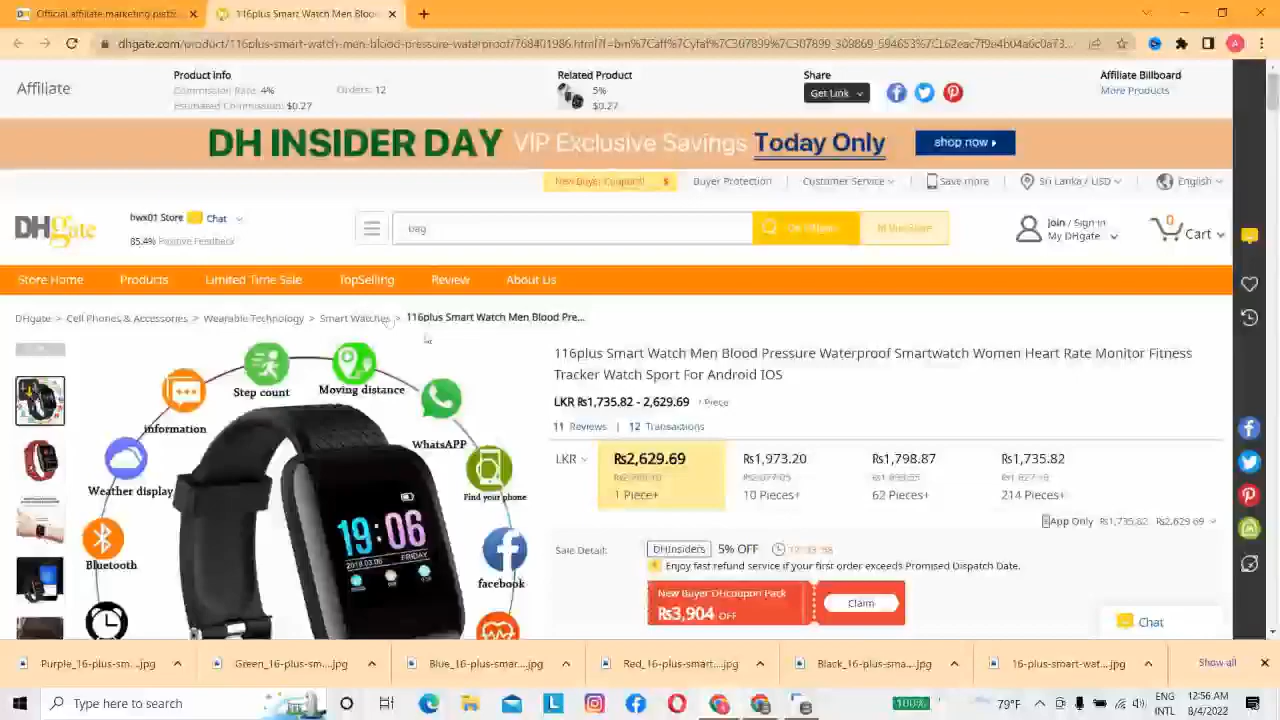 Official affiliate marketing
116plus Smart Watch Men Blood
dhgate.com/product/116plus-smart-watch-men-blood-pressure-waterproof/768401986.html
Affiliate
Product Info
Commission Rate: 4%
Estimated Commission: $0.27
Orders: 12
Related Product
5%
$0.27
Share
Get Link
Affiliate Billboard
More Products
DH INSIDER DAY VIP Exclusive Savings Today Only
shop now
New Buyer Coupons! $
Buyer Protection
Customer Service
Save more
Sri Lanka / USD
English
DHgate
bwx01 Store
Chat
85.4% Positive Feedback
bag
Join / Sign in
My DHgate
0
Cart
Store Home
Products
Limited Time Sale
TopSelling
Review
About Us
DHgate > Cell Phones & Accessories > Wearable Technology > Smart Watches > 116plus Smart Watch Men Blood Pre...
116plus Smart Watch Men Blood Pressure Waterproof Smartwatch Women Heart Rate Monitor Fitness
Tracker Watch Sport For Android IOS
LKR ₨1,735.82 - 2,629.69 / Piece
11 Reviews | 12 Transactions
LKR
₨2,629.69
1 Piece+
₨1,973.20
10 Pieces+
₨1,798.87
62 Pieces+
₨1,735.82
214 Pieces+
App Only ₨1,735.82 ₨2,629.69
Sale Detail:
DHInsiders
5% OFF
Enjoy fast refund service if your first order exceeds Promised Dispatch Date.
New Buyer DHcoupon Pack
₨3,904 OFF
Claim
Step count
Moving distance
information
WhatsAPP
Weather display
Find your phone
Bluetooth
facebook
19:06
FRIDAY
Chat
Purple_16-plus-sm....jpg
Green_16-plus-sm....jpg
Blue_16-plus-smar....jpg
Red_16-plus-smart....jpg
Black_16-plus-sma....jpg
16-plus-smart-wat....jpg
Show all
Type here to search
100%
79°F
ENG
INTL
12:56 AM
8/4/2022